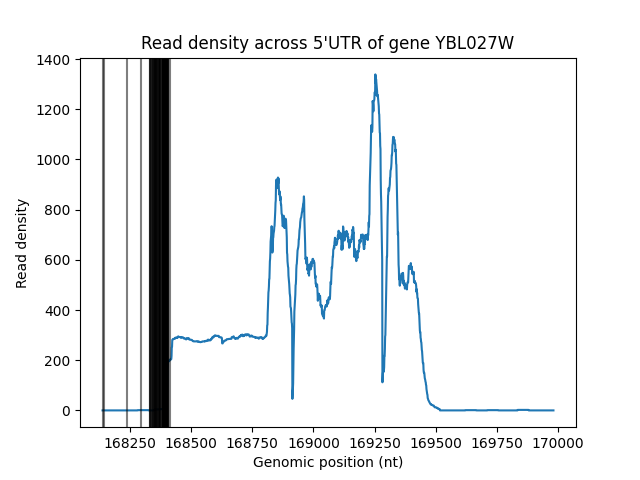 Read density across 5'UTR of gene YBL027W
1400
1200
1000
800
600
400
200
0
Read density
168250 168500 168750 169000 169250 169500 169750 170000
Genomic position (nt)